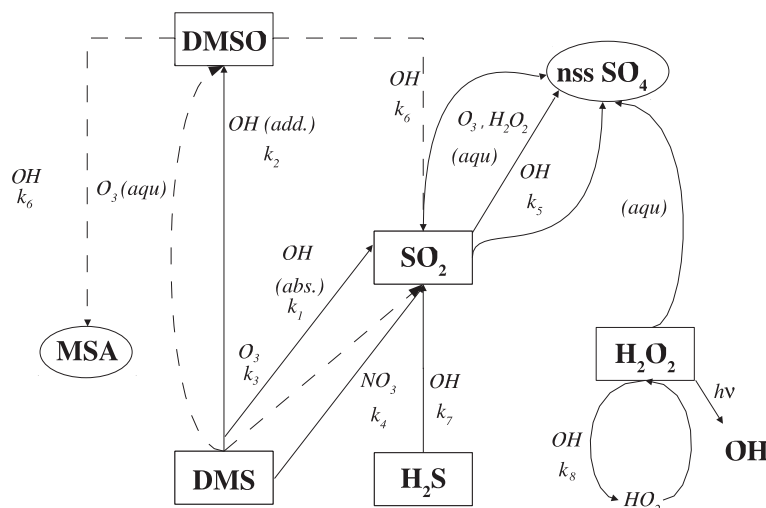 DMSO
nss SO₄
OH
k₆
O₃ , H₂O₂
(aqu)
OH (add.)
k₂
OH
k₆
O₃ (aqu)
OH
k₅
(aqu)
OH
(abs.)
k₁
SO₂
MSA
O₃
k₃
NO₃
k₄
OH
k₇
H₂O₂
hν
OH
OH
k₈
HO₂
DMS
H₂S